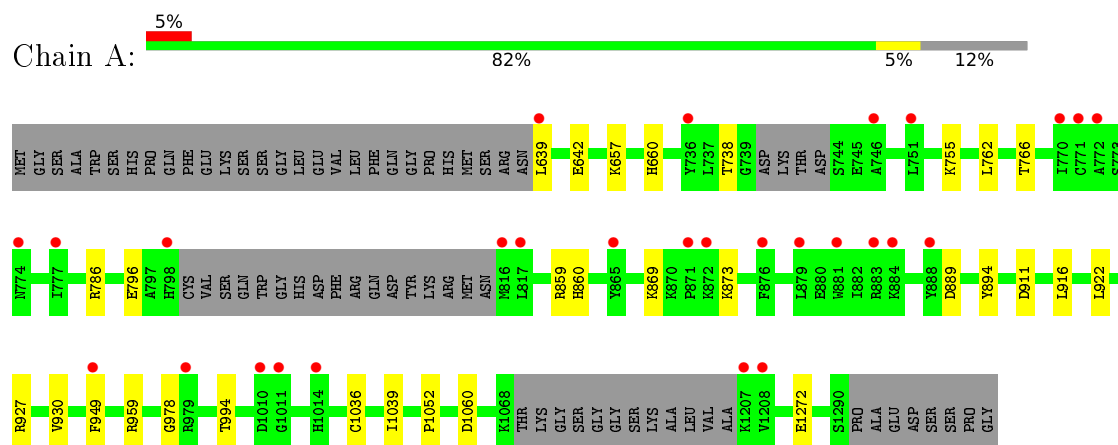 5%
Chain A:
82% 5% 12%
MET GLY SER ALA TRP SER HIS PRO GLN PHE GLU LYS SER SER GLY LEU GLU VAL LEU PHE GLN GLY PRO HIS MET SER ARG ASN L639 E642 K657 H660 Y736 L737 T738 G739 ASP LYS THR ASP S744 E745 A746 L751 K755 L762 T766 I770 C771 A772 S773
N774 I777 R786 E796 A797 H798 CYS VAL SER GLN TRP GLY HIS ASP PHE ARG GLN ASP TYR LYS ARG MET ASN M816 L817 R859 H860 Y865 K869 K870 P871 K872 K873 F876 L879 E880 W881 I882 R883 K884 Y888 D889 Y894 D911 L916 L922
R927 V930 F949 R959 G978 R979 T994 D1010 G1011 H1014 C1036 I1039 P1052 D1060 K1068 THR LYS GLY SER GLY GLY SER LYS ALA LEU VAL ALA K1207 V1208 E1272 S1290 PRO ALA GLU ASP SER SER PRO GLY